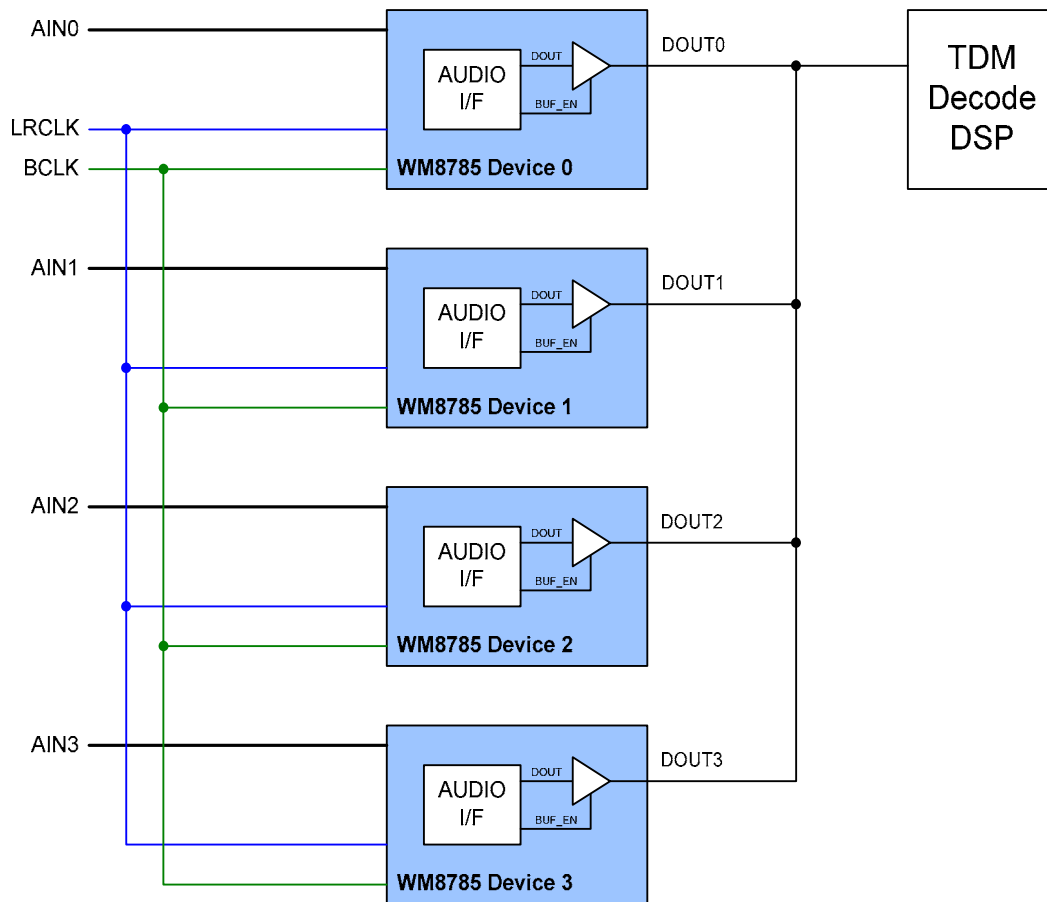 AIN0
LRCLK
BCLK
AUDIO
I/F
DOUT
BUF_EN
WM8785 Device 0
DOUT0
TDM
Decode
DSP
AIN1
AUDIO
I/F
DOUT
BUF_EN
WM8785 Device 1
DOUT1
AIN2
AUDIO
I/F
DOUT
BUF_EN
WM8785 Device 2
DOUT2
AIN3
AUDIO
I/F
DOUT
BUF_EN
WM8785 Device 3
DOUT3